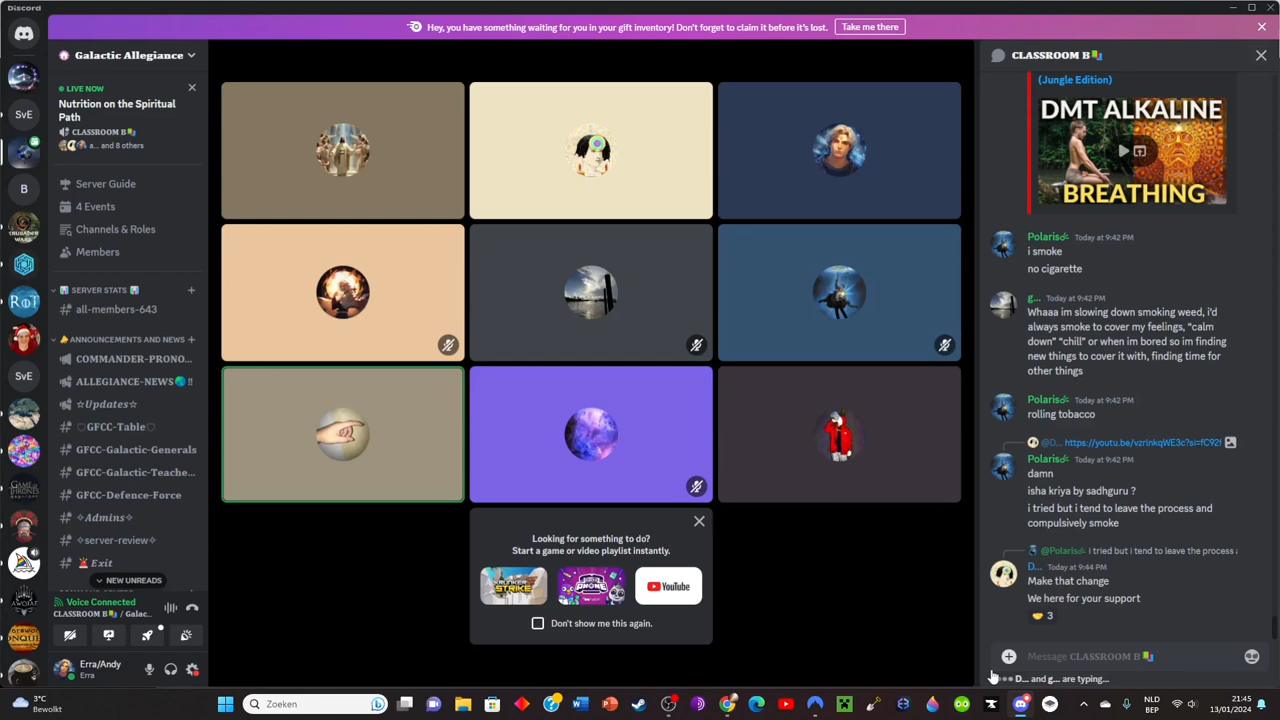 Discord
Hey, you have something waiting for you in your gift inventory! Don't forget to claim it before it's lost.
Take me there
Galactic Allegiance
LIVE NOW
Nutrition on the Spiritual
Path
CLASSROOM B
a... and 8 others
Server Guide
4 Events
Channels & Roles
Members
SERVER STATS
all-members-643
ANNOUNCEMENTS AND NEWS
COMMANDER-PRONO...
ALLEGIANCE-NEWS🌏‼
☆Updates☆
♡GFCC-Table♡
GFCC-Galactic-Generals
GFCC-Galactic-Teache...
GFCC-Defence-Force
✧Admins✧
✧server-review✧
🚨Exit
NEW UNREADS
Voice Connected
CLASSROOM B / Galac...
Erra/Andy
Erra
SvE
B
SvE
Looking for something to do?
Start a game or video playlist instantly.
YouTube
Don't show me this again.
CLASSROOM B
(Jungle Edition)
DMT ALKALINE
BREATHING
Polaris Today at 9:42 PM
i smoke
no cigarette
g... Today at 9:42 PM
Whaaa im slowing down smoking weed, i'd
always smoke to cover my feelings, "calm
down" "chill" or when im bored so im finding
new things to cover it with, finding time for
other things
Polaris Today at 9:42 PM
rolling tobacco
@D... https://youtu.be/vzrInkqWE3c?si=fC92f
Polaris Today at 9:42 PM
damn
isha kriya by sadhguru ?
i tried but i tend to leave the process and
compulsively smoke
@Polaris i tried but i tend to leave the process a
D... Today at 9:44 PM
Make that change
We here for your support
3
Message CLASSROOM B
D... and g... are typing...
3°C
Bewolkt
Zoeken
NLD
BEP
21:45
13/01/2024